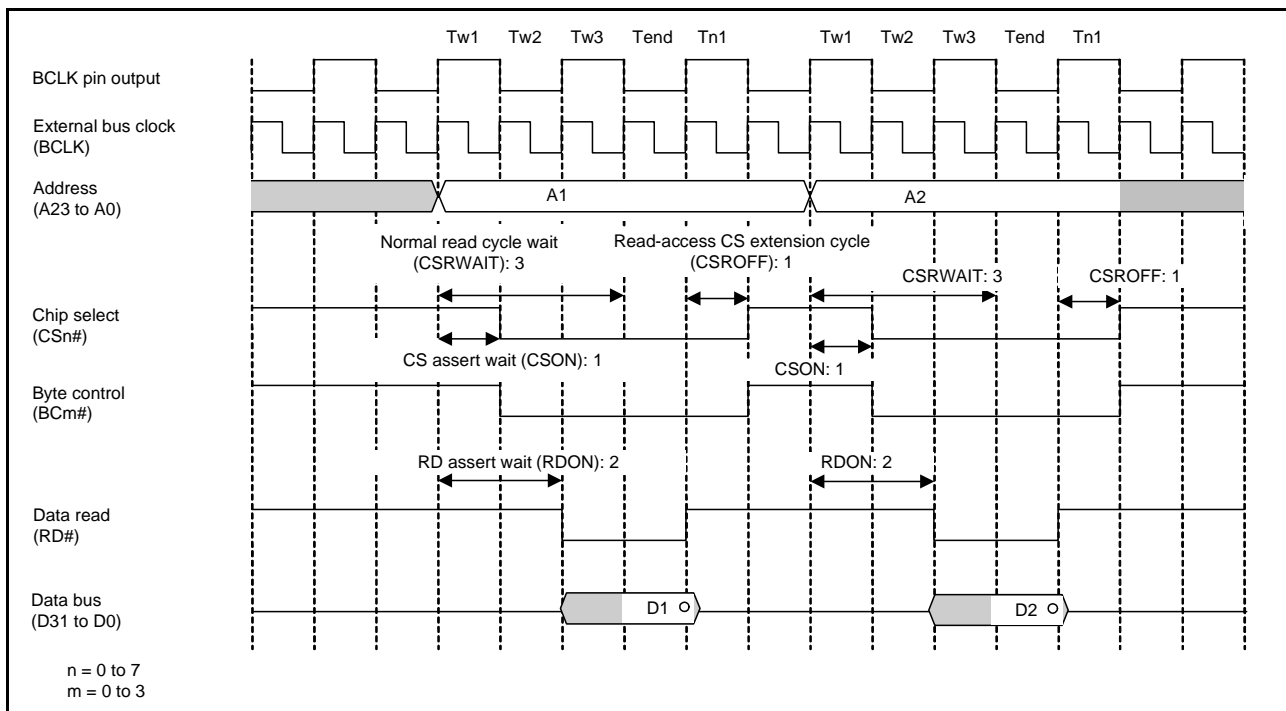 Tw1 Tw2 Tw3 Tend Tn1 Tw1 Tw2 Tw3 Tend Tn1
BCLK pin output
External bus clock
(BCLK)
Address
(A23 to A0)
A1
A2
Normal read cycle wait
(CSRWAIT): 3
Read-access CS extension cycle
(CSROFF): 1
CSRWAIT: 3
CSROFF: 1
Chip select
(CSn#)
CS assert wait (CSON): 1
CSON: 1
Byte control
(BCm#)
RD assert wait (RDON): 2
RDON: 2
Data read
(RD#)
Data bus
(D31 to D0)
D1
D2
n = 0 to 7
m = 0 to 3